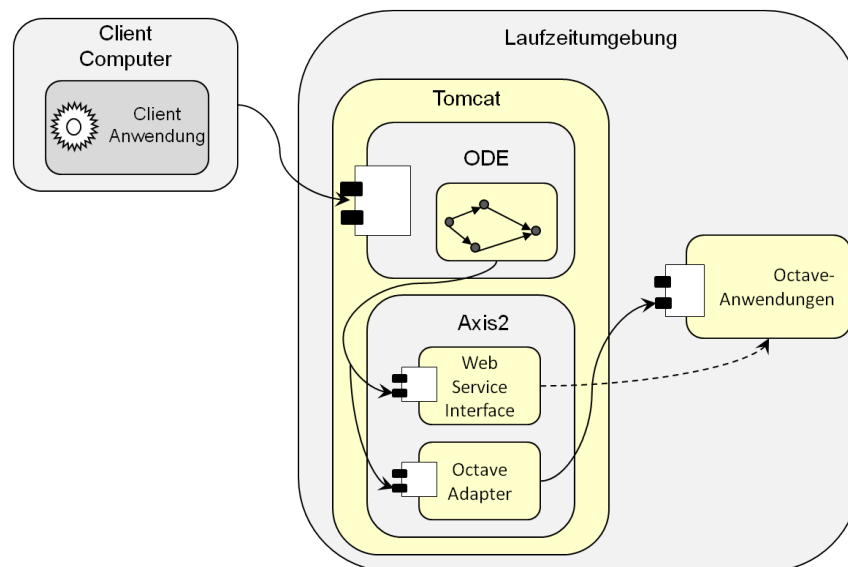 Client
Computer
Client
Anwendung
Laufzeitumgebung
Tomcat
ODE
Axis2
Web
Service
Interface
Octave
Adapter
Octave-
Anwendungen